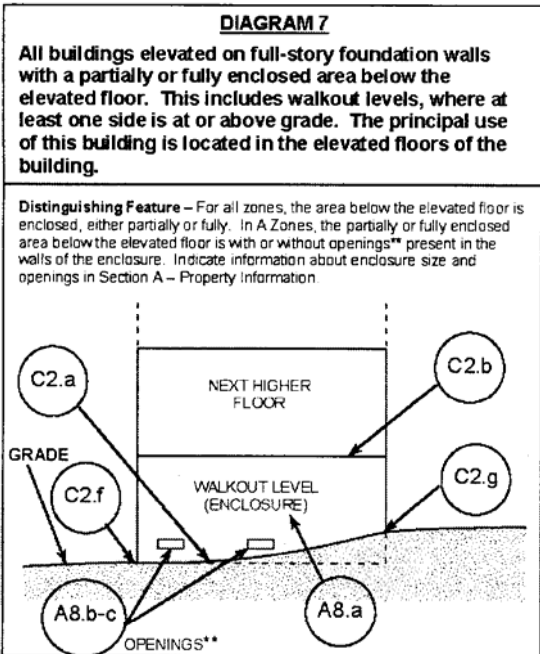 DIAGRAM 7
All buildings elevated on full-story foundation walls
with a partially or fully enclosed area below the
elevated floor. This includes walkout levels, where at
least one side is at or above grade. The principal use
of this building is located in the elevated floors of the
building.
Distinguishing Feature – For all zones, the area below the elevated floor is
enclosed, either partially or fully. In A Zones, the partially or fully enclosed
area below the elevated floor is with or without openings** present in the
walls of the enclosure. Indicate information about enclosure size and
openings in Section A – Property Information.
C2.a
NEXT HIGHER
FLOOR
C2.b
GRADE
C2.f
WALKOUT LEVEL
(ENCLOSURE)
C2.g
A8.b-c
A8.a
OPENINGS**